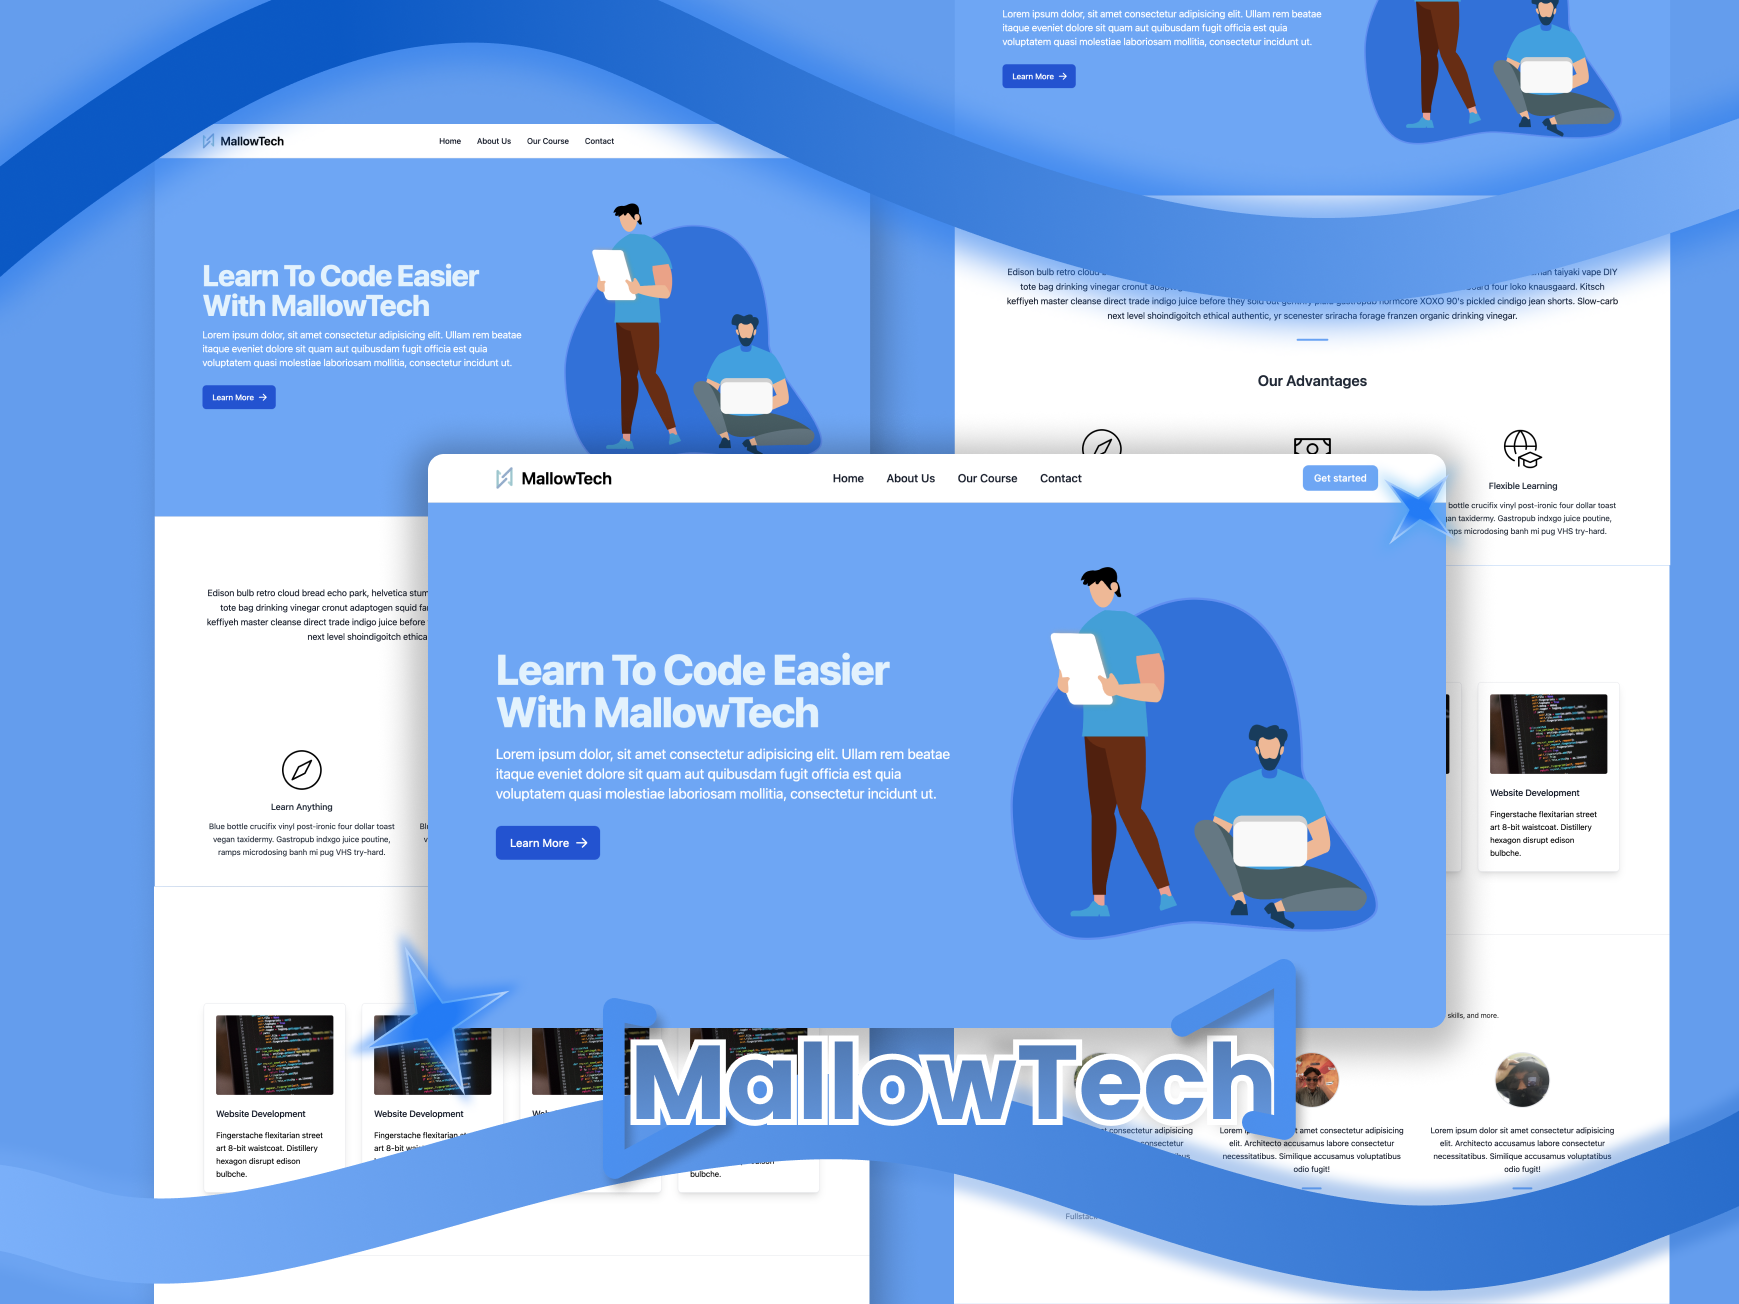 Lorem ipsum dolor, sit amet consectetur adipisicing elit. Ullam rem beatae
itaque eveniet dolore sit quam aut quibusdam fugit officia est quia
voluptatem quasi molestiae laboriosam mollitia, consectetur incidunt ut.
Learn More
MallowTech
Home
About Us
Our Course
Contact
Learn To Code Easier
With MallowTech
Lorem ipsum dolor, sit amet consectetur adipisicing elit. Ullam rem beatae
itaque eveniet dolore sit quam aut quibusdam fugit officia est quia
voluptatem quasi molestiae laboriosam mollitia, consectetur incidunt ut.
Learn More
Edison bulb retro cloud
taiyaki vape DIY
tote bag drinking vinegar cronut
four loko knausgaard. Kitsch
keffiyeh master cleanse direct trade indigo juice before they sold out gentrify plaid gastropub normcore XOXO 90's pickled cindigo jean shorts. Slow-carb
next level shoindigoitch ethical authentic, yr scenester sriracha forage franzen organic drinking vinegar.
Our Advantages
Flexible Learning
bottle crucifix vinyl post-ironic four dollar toast
taxidermy. Gastropub indxgo juice poutine,
microdosing banh mi pug VHS try-hard.
MallowTech
Home
About Us
Our Course
Contact
Get started
Learn To Code Easier
With MallowTech
Lorem ipsum dolor, sit amet consectetur adipisicing elit. Ullam rem beatae
itaque eveniet dolore sit quam aut quibusdam fugit officia est quia
voluptatem quasi molestiae laboriosam mollitia, consectetur incidunt ut.
Learn More
Edison bulb retro cloud bread echo park, helvetica stum
tote bag drinking vinegar cronut adaptogen squid fa
keffiyeh master cleanse direct trade indigo juice before
next level shoindigoitch ethica
Learn Anything
Blue bottle crucifix vinyl post-ironic four dollar toast
vegan taxidermy. Gastropub indxgo juice poutine,
ramps microdosing banh mi pug VHS try-hard.
Website Development
Fingerstache flexitarian street
art 8-bit waistcoat. Distillery
hexagon disrupt edison
bulbche.
skills, and more.
Website Development
Fingerstache flexitarian street
art 8-bit waistcoat. Distillery
hexagon disrupt edison
bulbche.
Website Development
Fingerstache flexitarian
art 8-bit
MallowTech
consectetur adipisicing
consectetur
Lorem
amet consectetur adipisicing
elit. Architecto accusamus labore consectetur
necessitatibus. Similique accusamus voluptatibus
odio fugit!
Lorem ipsum dolor sit amet consectetur adipisicing
elit. Architecto accusamus labore consectetur
necessitatibus. Similique accusamus voluptatibus
odio fugit!